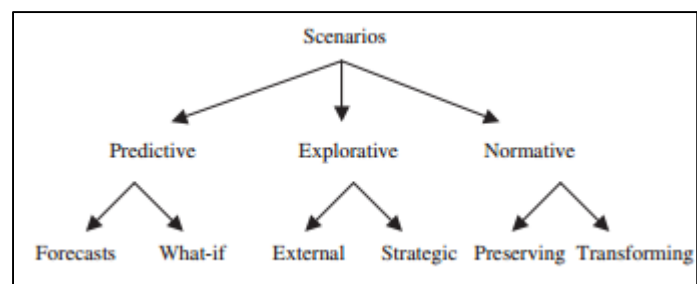 Scenarios
Predictive Explorative Normative
Forecasts What-if External Strategic Preserving Transforming